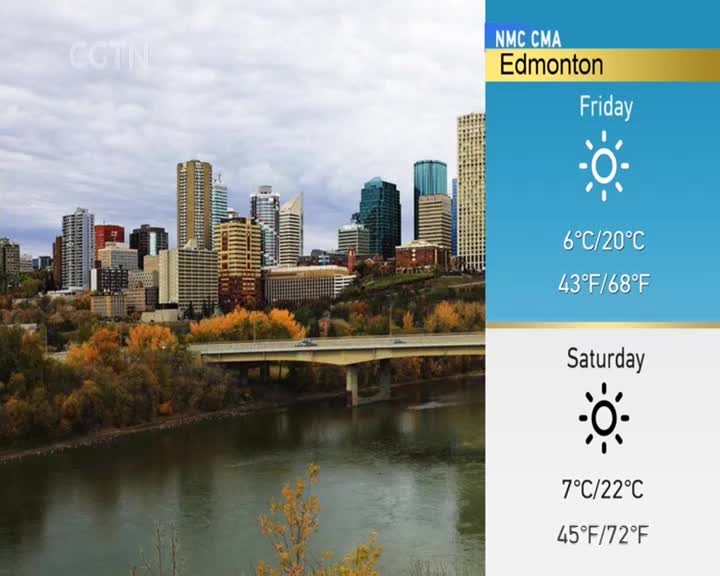 CGTN
NMC CMA
Edmonton
Friday
6°C/20°C
43°F/68°F
Saturday
7°C/22°C
45°F/72°F